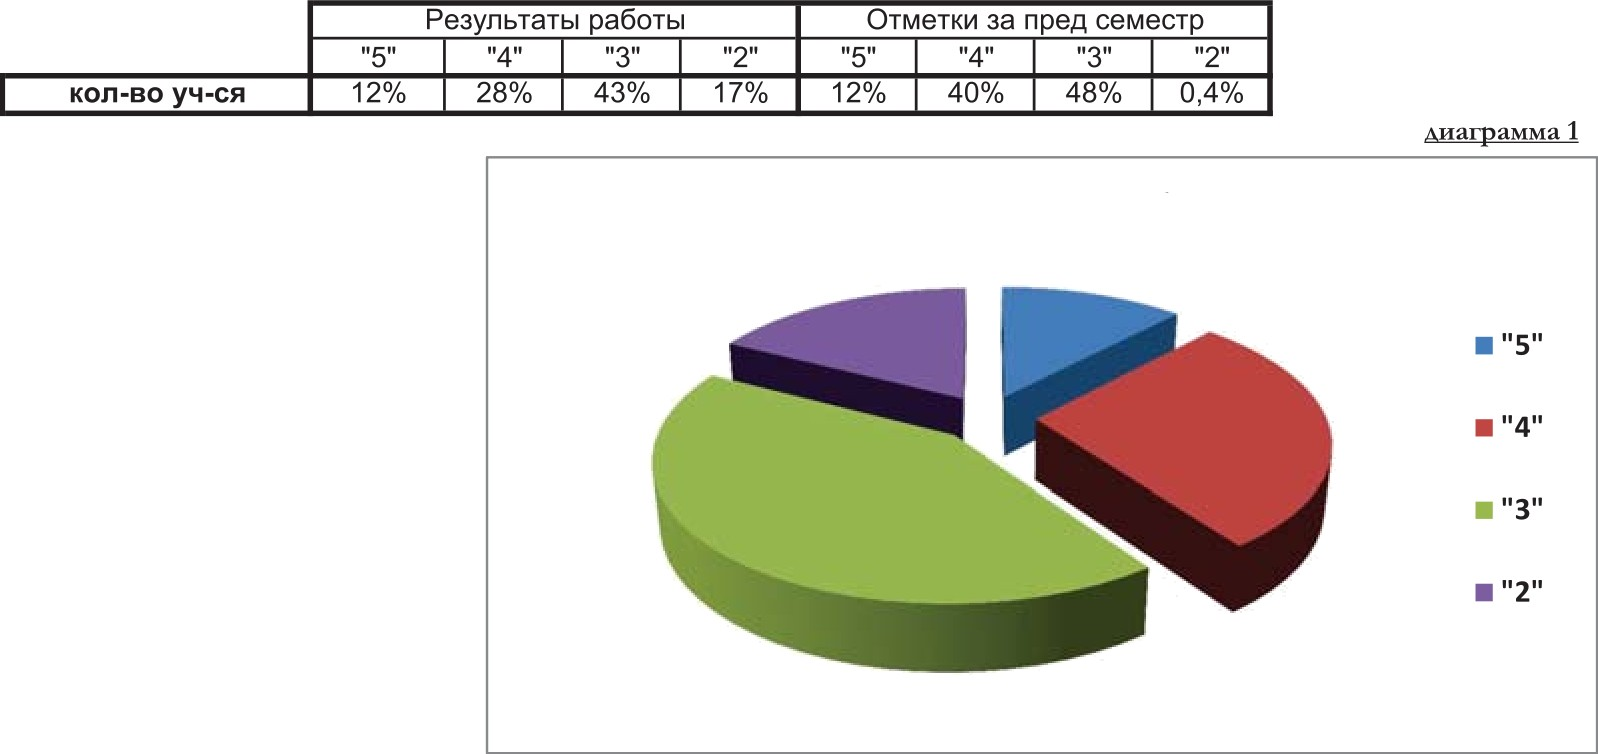 Результаты работы Отметки за пред семестр
"5" "4" "3" "2" "5" "4" "3" "2"
кол-во уч-ся 12% 28% 43% 17% 12% 40% 48% 0,4%
диаграмма 1
"5"
"4"
"3"
"2"